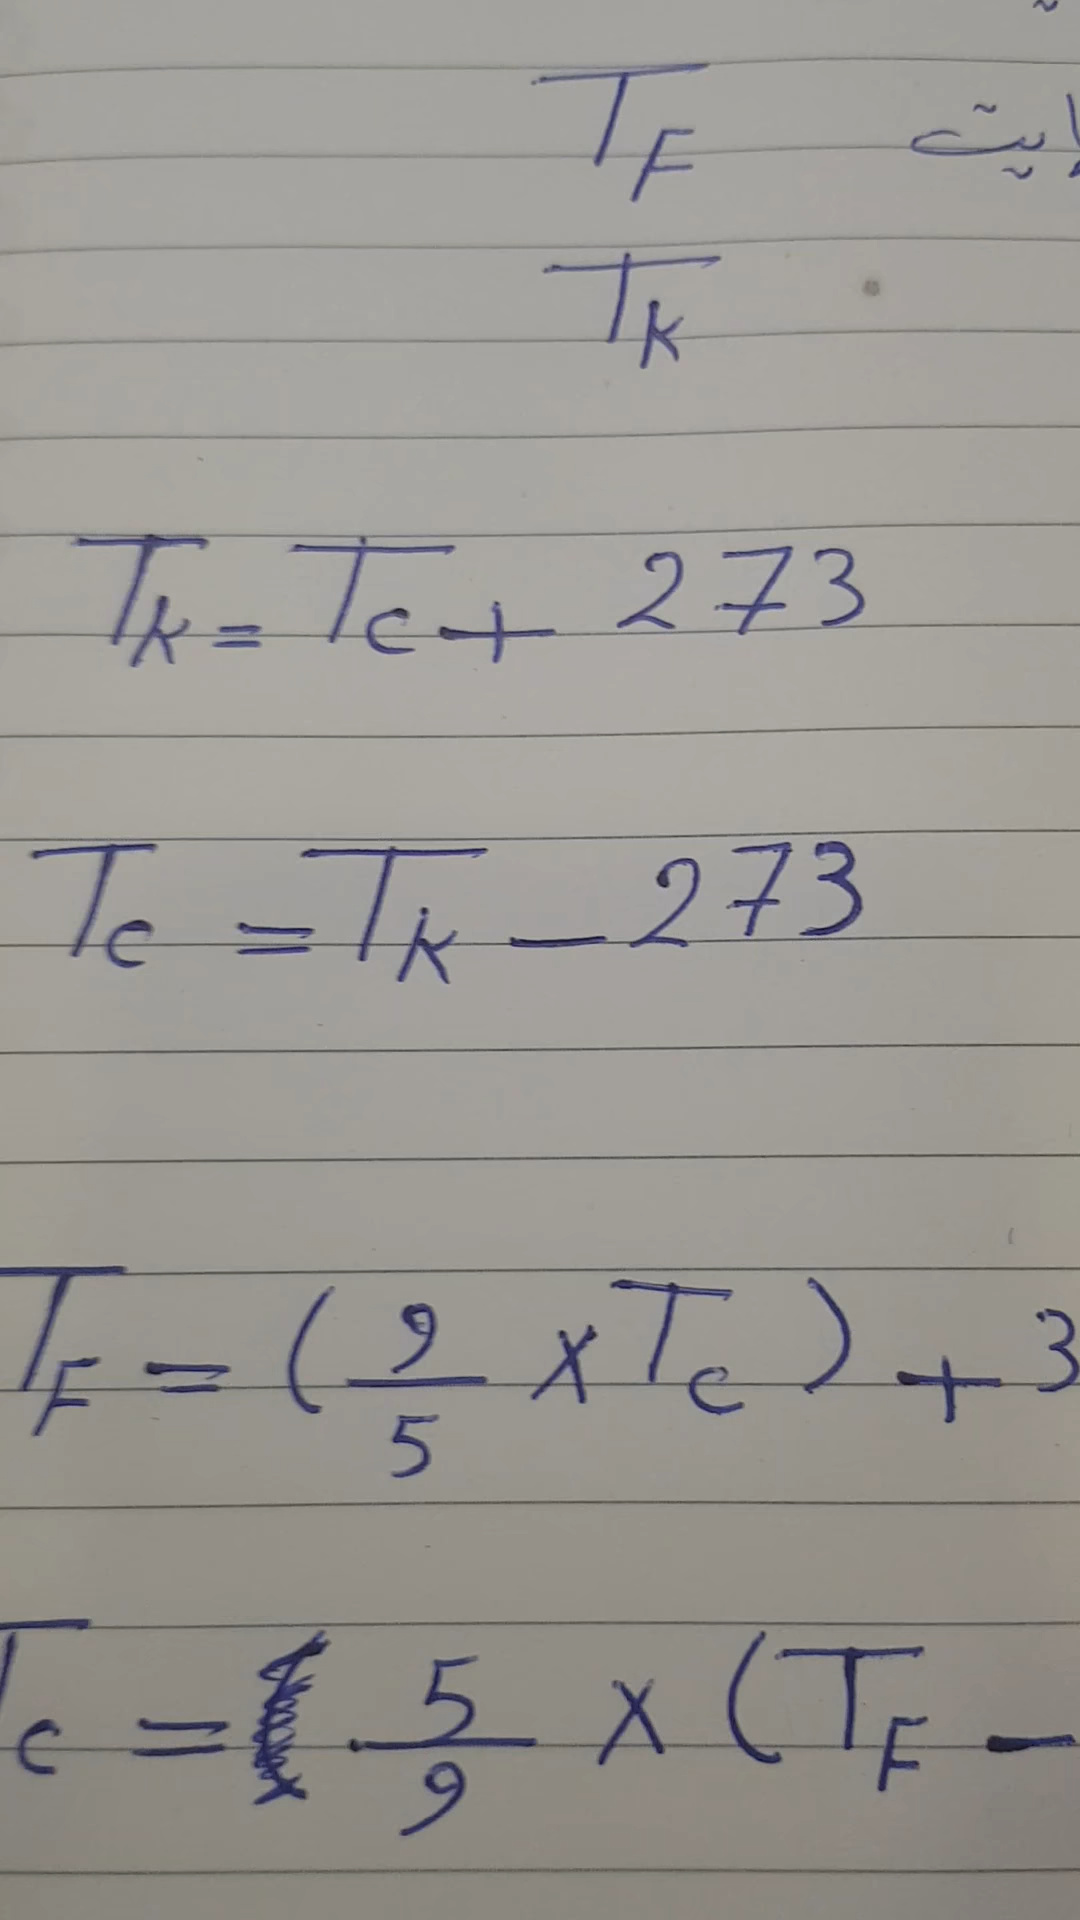 T_F
T_K
T_K = T_C + 273
T_C = T_K - 273
T_F = ( 9/5 × T_C ) + 3
T_C = 5/9 × ( T_F -